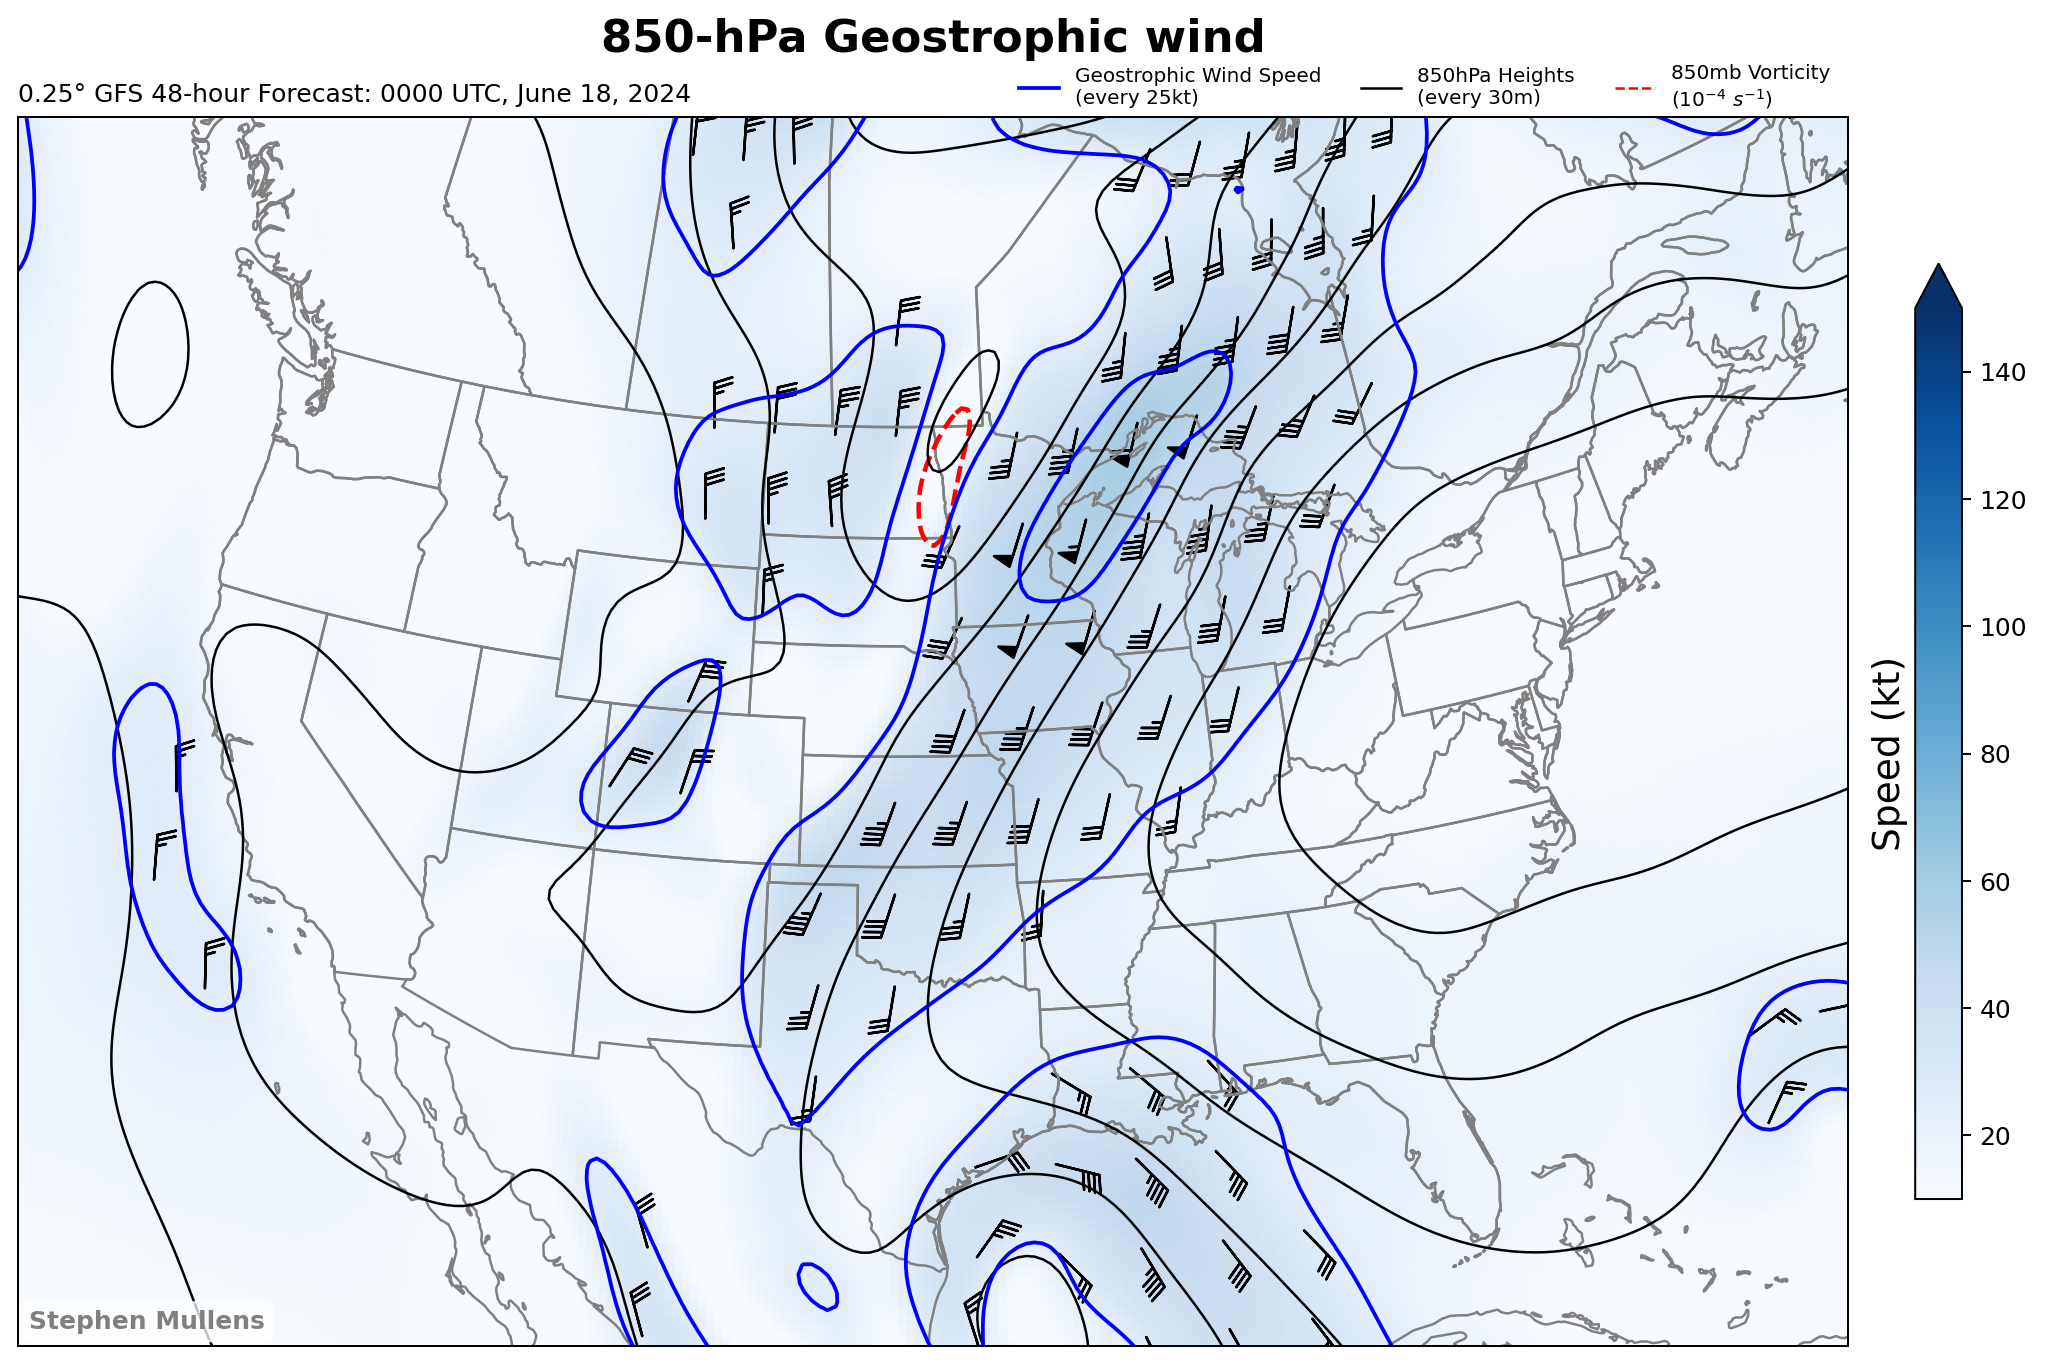 850-hPa Geostrophic wind
0.25° GFS 48-hour Forecast: 0000 UTC, June 18, 2024
Geostrophic Wind Speed
(every 25kt)
850hPa Heights
(every 30m)
850mb Vorticity
(10⁻⁴ s⁻¹)
140
120
100
80
60
40
20
Speed (kt)
Stephen Mullens